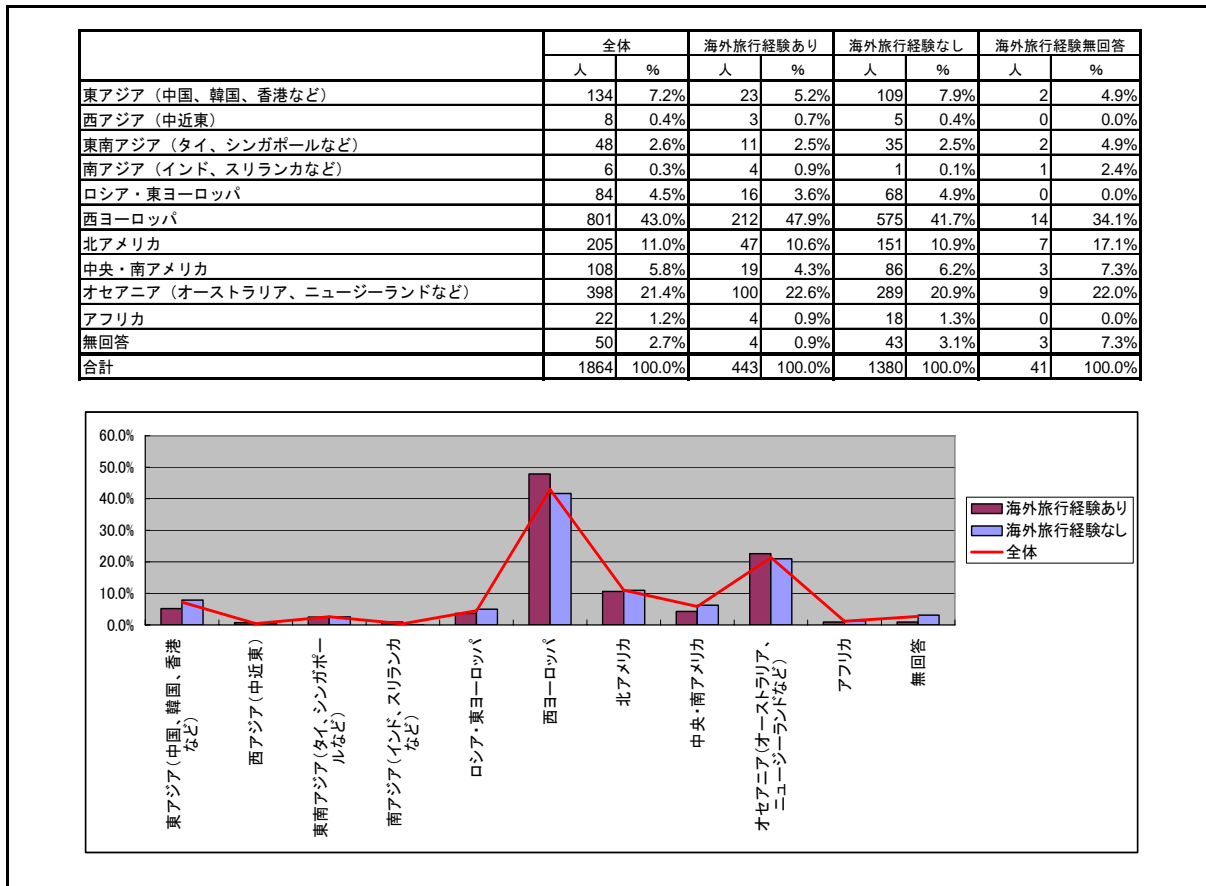 全体 海外旅行経験あり 海外旅行経験なし 海外旅行経験無回答
人 % 人 % 人 % 人 %
東アジア（中国、韓国、香港など） 134 7.2% 23 5.2% 109 7.9% 2 4.9%
西アジア（中近東） 8 0.4% 3 0.7% 5 0.4% 0 0.0%
東南アジア（タイ、シンガポールなど） 48 2.6% 11 2.5% 35 2.5% 2 4.9%
南アジア（インド、スリランカなど） 6 0.3% 4 0.9% 1 0.1% 1 2.4%
ロシア・東ヨーロッパ 84 4.5% 16 3.6% 68 4.9% 0 0.0%
西ヨーロッパ 801 43.0% 212 47.9% 575 41.7% 14 34.1%
北アメリカ 205 11.0% 47 10.6% 151 10.9% 7 17.1%
中央・南アメリカ 108 5.8% 19 4.3% 86 6.2% 3 7.3%
オセアニア（オーストラリア、ニュージーランドなど） 398 21.4% 100 22.6% 289 20.9% 9 22.0%
アフリカ 22 1.2% 4 0.9% 18 1.3% 0 0.0%
無回答 50 2.7% 4 0.9% 43 3.1% 3 7.3%
合計 1864 100.0% 443 100.0% 1380 100.0% 41 100.0%
60.0%
50.0%
40.0%
30.0%
20.0%
10.0%
0.0%
東アジア（中国、韓国、香港
など）
西アジア（中近東）
東南アジア（タイ、シンガポー
ルなど）
南アジア（インド、スリランカ
など）
ロシア・東ヨーロッパ
西ヨーロッパ
北アメリカ
中央・南アメリカ
オセアニア（オーストラリア、
ニュージーランドなど）
アフリカ
無回答
海外旅行経験あり
海外旅行経験なし
全体